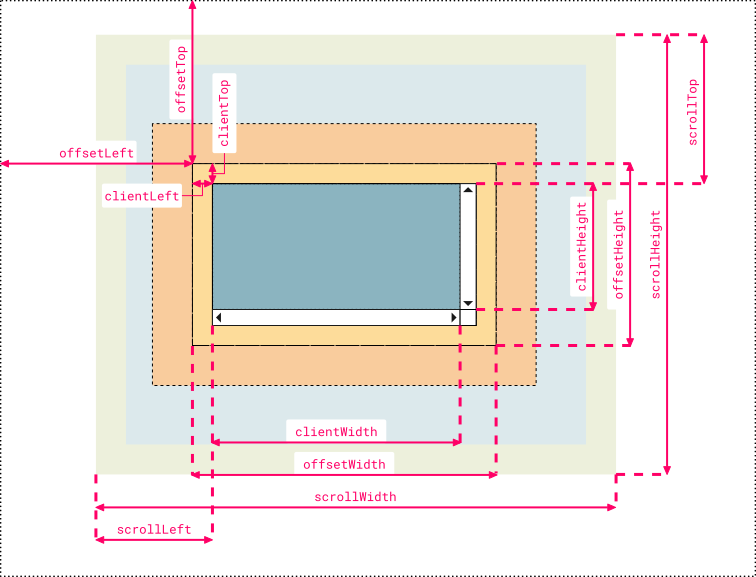 offsetTop
clientTop
scrollTop
offsetLeft
clientLeft
clientHeight
offsetHeight
scrollHeight
clientWidth
offsetWidth
scrollWidth
scrollLeft